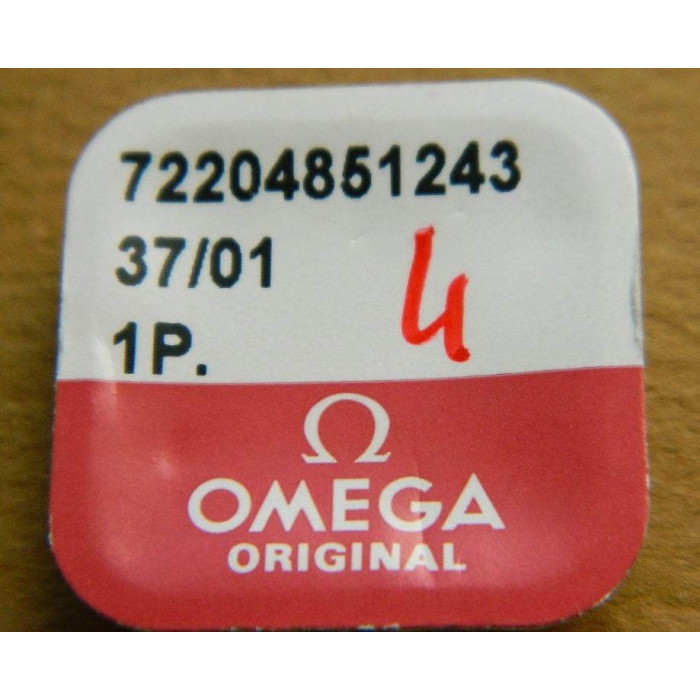 72204851243
37/01
4
1P.
Ω
OMEGA
ORIGINAL